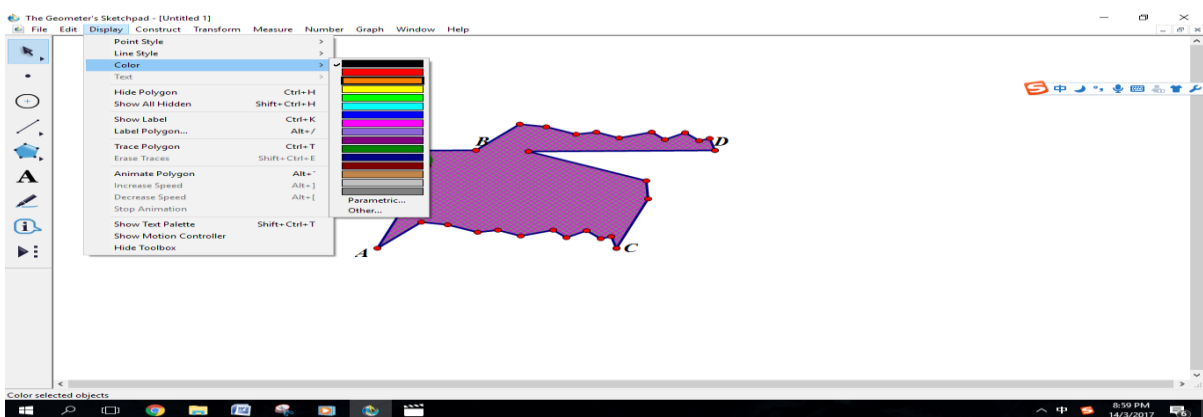 The Geometer's Sketchpad - [Untitled 1]
File Edit Display Construct Transform Measure Number Graph Window Help
Point Style
Line Style
Color
Text
Hide Polygon Ctrl+H
Show All Hidden Shift+Ctrl+H
Show Label Ctrl+K
Label Polygon... Alt+/
Trace Polygon Ctrl+T
Erase Traces Shift+Ctrl+E
Animate Polygon Alt+`
Increase Speed Alt+]
Decrease Speed Alt+[
Stop Animation
Show Text Palette Shift+Ctrl+T
Show Motion Controller
Hide Toolbox
Parametric...
Other...
中
B
D
A
C
A
Color selected objects
中
8:59 PM
14/3/2017